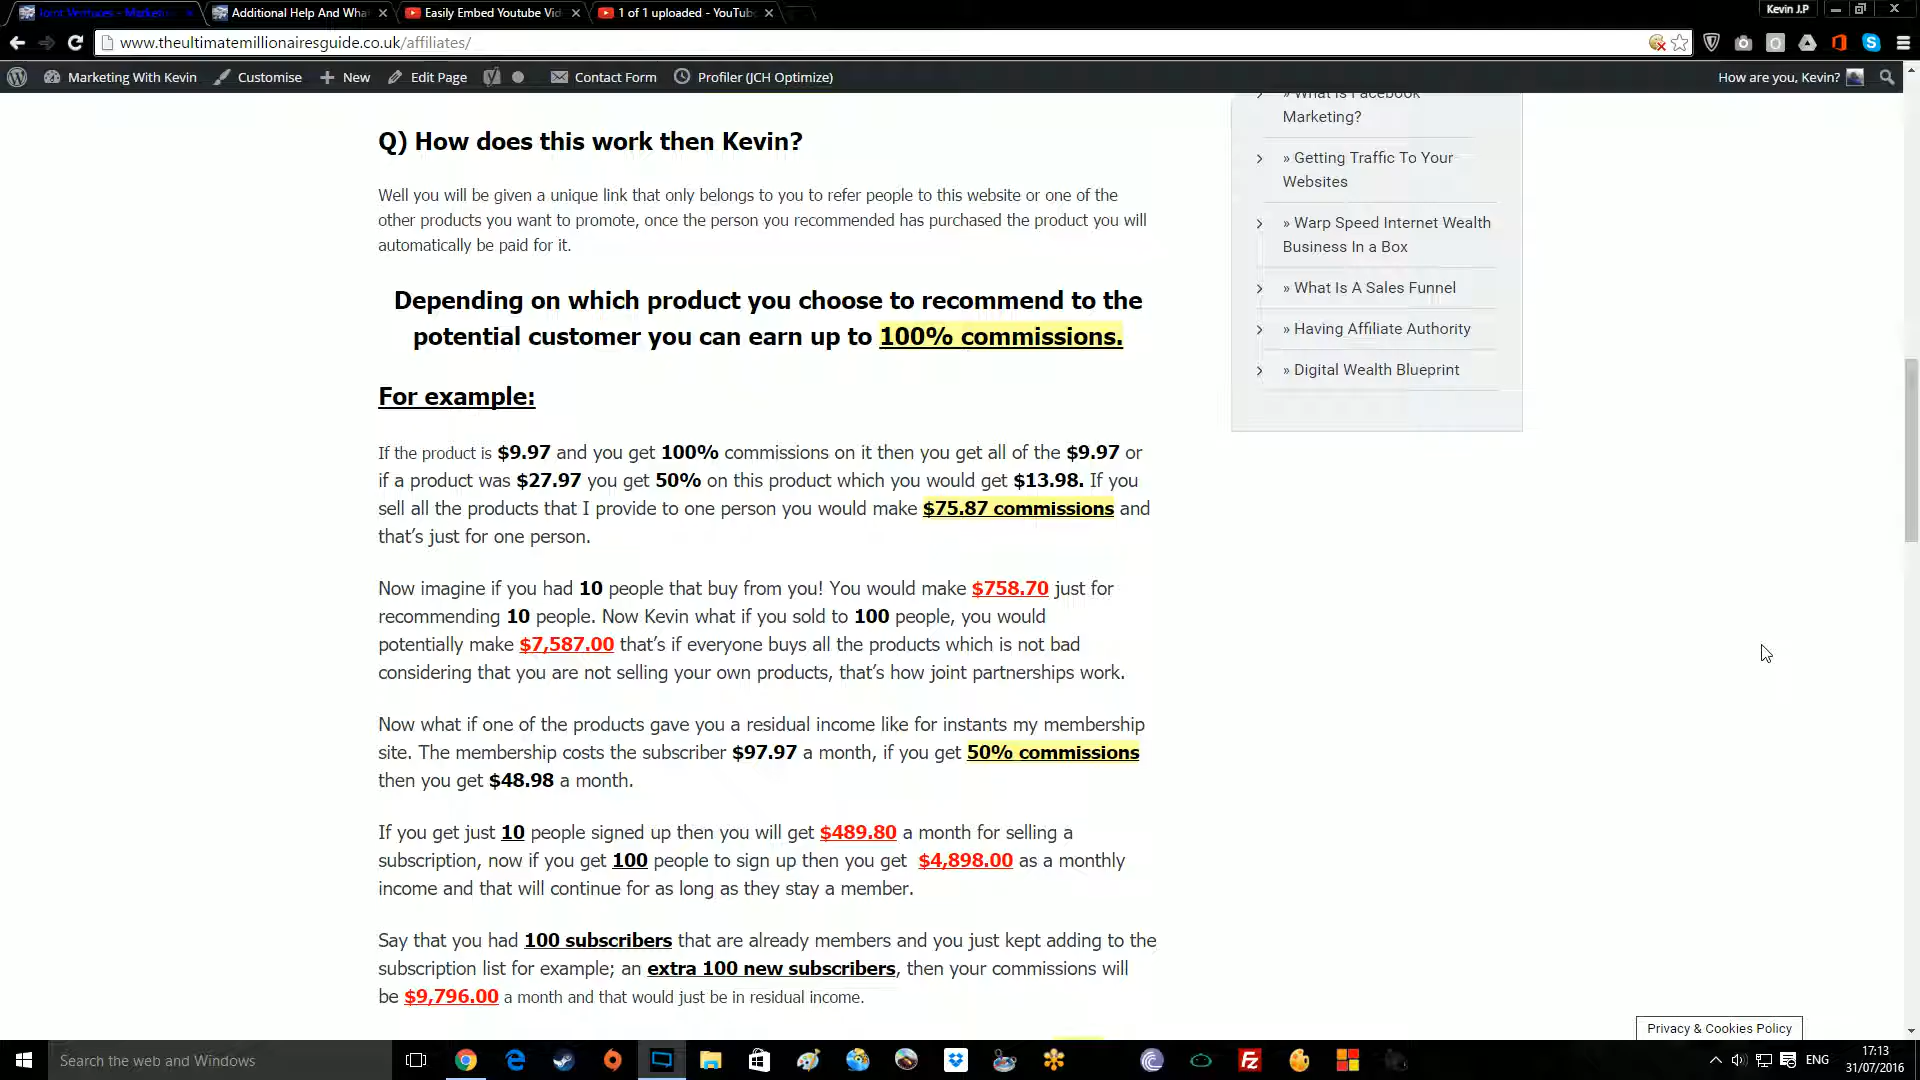 Joint Ventures - Marketin
Additional Help And Wha
Easily Embed Youtube Vid
1 of 1 uploaded - YouTub
Kevin J.P
www.theultimatemillionairesguide.co.uk/affiliates/
Marketing With Kevin
Customise
New
Edit Page
Contact Form
Profiler (JCH Optimize)
How are you, Kevin?
Q) How does this work then Kevin?
Well you will be given a unique link that only belongs to you to refer people to this website or one of the
other products you want to promote, once the person you recommended has purchased the product you will
automatically be paid for it.
Depending on which product you choose to recommend to the
potential customer you can earn up to 100% commissions.
For example:
If the product is $9.97 and you get 100% commissions on it then you get all of the $9.97 or
if a product was $27.97 you get 50% on this product which you would get $13.98. If you
sell all the products that I provide to one person you would make $75.87 commissions and
that’s just for one person.
Now imagine if you had 10 people that buy from you! You would make $758.70 just for
recommending 10 people. Now Kevin what if you sold to 100 people, you would
potentially make $7,587.00 that’s if everyone buys all the products which is not bad
considering that you are not selling your own products, that’s how joint partnerships work.
Now what if one of the products gave you a residual income like for instants my membership
site. The membership costs the subscriber $97.97 a month, if you get 50% commissions
then you get $48.98 a month.
If you get just 10 people signed up then you will get $489.80 a month for selling a
subscription, now if you get 100 people to sign up then you get $4,898.00 as a monthly
income and that will continue for as long as they stay a member.
Say that you had 100 subscribers that are already members and you just kept adding to the
subscription list for example; an extra 100 new subscribers, then your commissions will
be $9,796.00 a month and that would just be in residual income.
» What Is Facebook
Marketing?
» Getting Traffic To Your
Websites
» Warp Speed Internet Wealth
Business In a Box
» What Is A Sales Funnel
» Having Affiliate Authority
» Digital Wealth Blueprint
Privacy & Cookies Policy
Search the web and Windows
ENG
17:13
31/07/2016